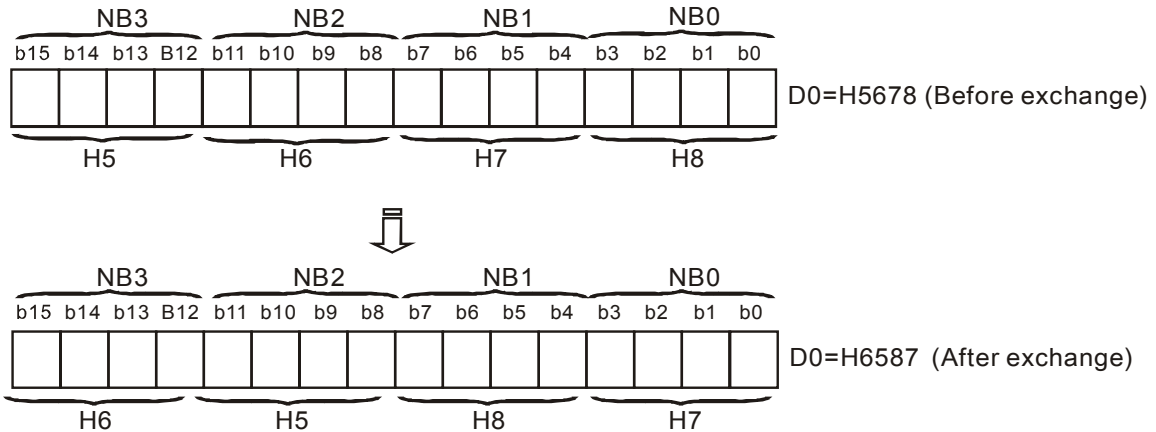 NB3 NB2 NB1 NB0
b15 b14 b13 B12 b11 b10 b9 b8 b7 b6 b5 b4 b3 b2 b1 b0
D0=H5678 (Before exchange)
H5 H6 H7 H8
NB3 NB2 NB1 NB0
b15 b14 b13 B12 b11 b10 b9 b8 b7 b6 b5 b4 b3 b2 b1 b0
D0=H6587 (After exchange)
H6 H5 H8 H7